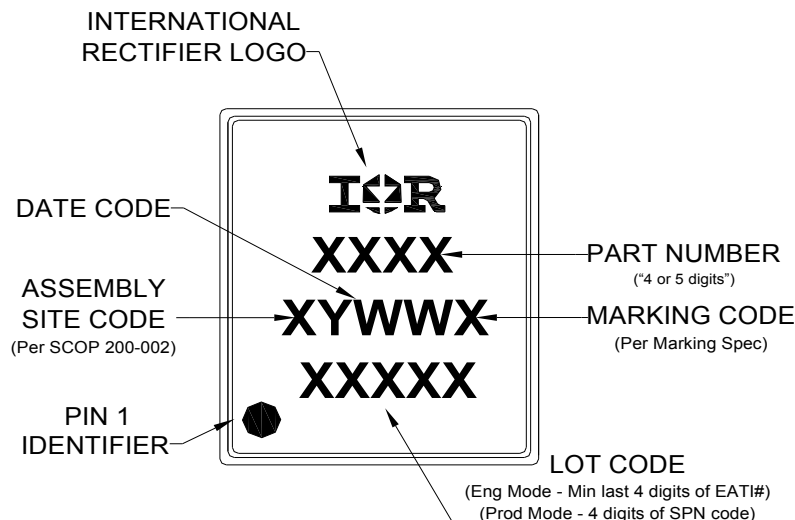 INTERNATIONAL
RECTIFIER LOGO
IOR
DATE CODE
XXXX
PART NUMBER
(“4 or 5 digits”)
ASSEMBLY
SITE CODE
(Per SCOP 200-002)
XYWWX
MARKING CODE
(Per Marking Spec)
XXXXX
PIN 1
IDENTIFIER
LOT CODE
(Eng Mode - Min last 4 digits of EATI#)
(Prod Mode - 4 digits of SPN code)